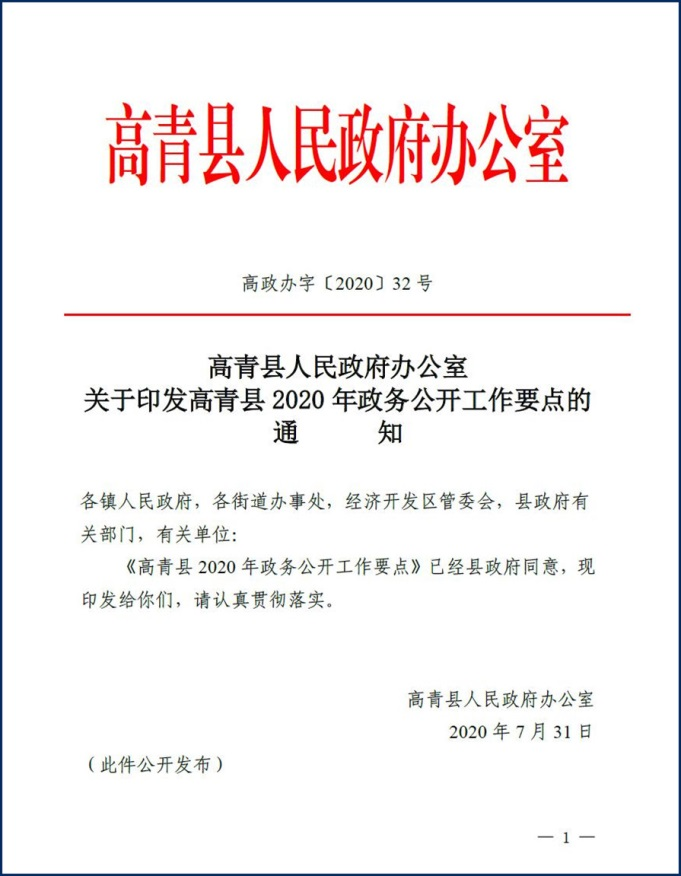 高青县人民政府办公室
高政办字〔2020〕32号
高青县人民政府办公室
关于印发高青县2020年政务公开工作要点的
通 知
各镇人民政府，各街道办事处，经济开发区管委会，县政府有
关部门，有关单位：
《高青县2020年政务公开工作要点》已经县政府同意，现
印发给你们，请认真贯彻落实。
高青县人民政府办公室
2020年7月31日
（此件公开发布）
— 1 —